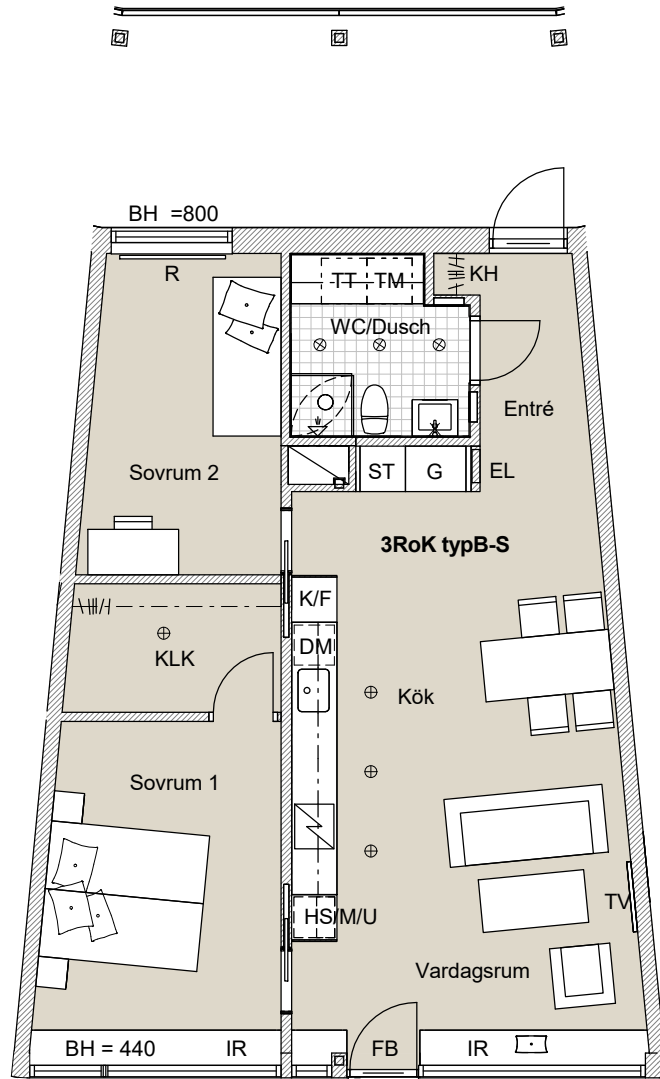 BH =800
R
TT TM
KH
WC/Dusch
Entré
Sovrum 2
ST G
EL
3RoK typB-S
K/F
DM
KLK
Kök
Sovrum 1
TV
HS/M/U
Vardagsrum
BH = 440 IR FB IR